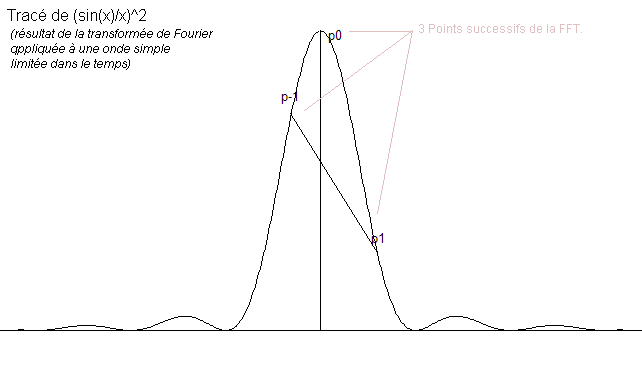 Tracé de (sin(x)/x)^2
(résultat de la transformée de Fourier
qppliquée à une onde simple
limitée dans le temps)
p0
3 Points successifs de la FFT.
p-1
p1